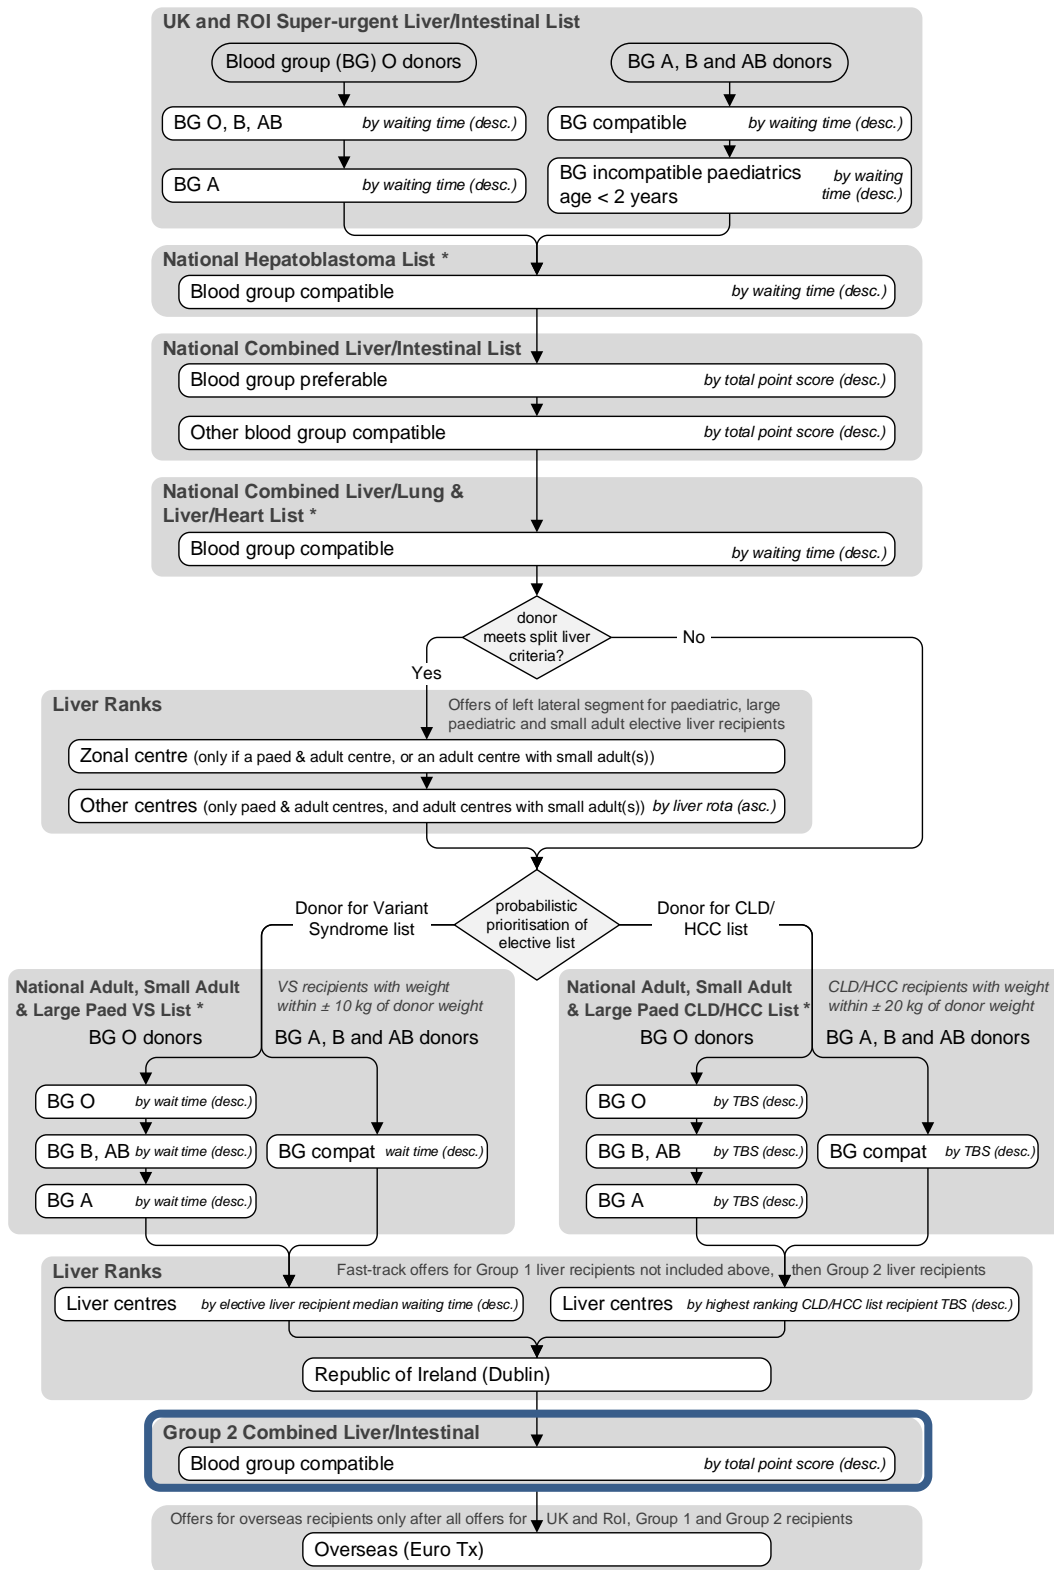 UK and ROI Super-urgent Liver/Intestinal List
Blood group (BG) O donors
BG A, B and AB donors
BG O, B, AB by waiting time (desc.)
BG compatible by waiting time (desc.)
BG A by waiting time (desc.)
BG incompatible paediatrics by waiting
age < 2 years time (desc.)
National Hepatoblastoma List *
Blood group compatible by waiting time (desc.)
National Combined Liver/Intestinal List
Blood group preferable by total point score (desc.)
Other blood group compatible by total point score (desc.)
National Combined Liver/Lung &
Liver/Heart List *
Blood group compatible by waiting time (desc.)
donor
meets split liver
criteria?
No
Yes
Liver Ranks
Offers of left lateral segment for paediatric, large
paediatric and small adult elective liver recipients
Zonal centre (only if a paed & adult centre, or an adult centre with small adult(s))
Other centres (only paed & adult centres, and adult centres with small adult(s)) by liver rota (asc.)
Donor for Variant
Syndrome list
probabilistic
prioritisation of
elective list
Donor for CLD/
HCC list
National Adult, Small Adult
& Large Paed VS List *
VS recipients with weight
within ± 10 kg of donor weight
BG O donors
BG A, B and AB donors
BG O by wait time (desc.)
BG B, AB by wait time (desc.)
BG compat wait time (desc.)
BG A by wait time (desc.)
National Adult, Small Adult
& Large Paed CLD/HCC List *
CLD/HCC recipients with weight
within ± 20 kg of donor weight
BG O donors
BG A, B and AB donors
BG O by TBS (desc.)
BG B, AB by TBS (desc.)
BG compat by TBS (desc.)
BG A by TBS (desc.)
Liver Ranks
Fast-track offers for Group 1 liver recipients not included above, then Group 2 liver recipients
Liver centres by elective liver recipient median waiting time (desc.)
Liver centres by highest ranking CLD/HCC list recipient TBS (desc.)
Republic of Ireland (Dublin)
Group 2 Combined Liver/Intestinal
Blood group compatible by total point score (desc.)
Offers for overseas recipients only after all offers for UK and RoI, Group 1 and Group 2 recipients
Overseas (Euro Tx)